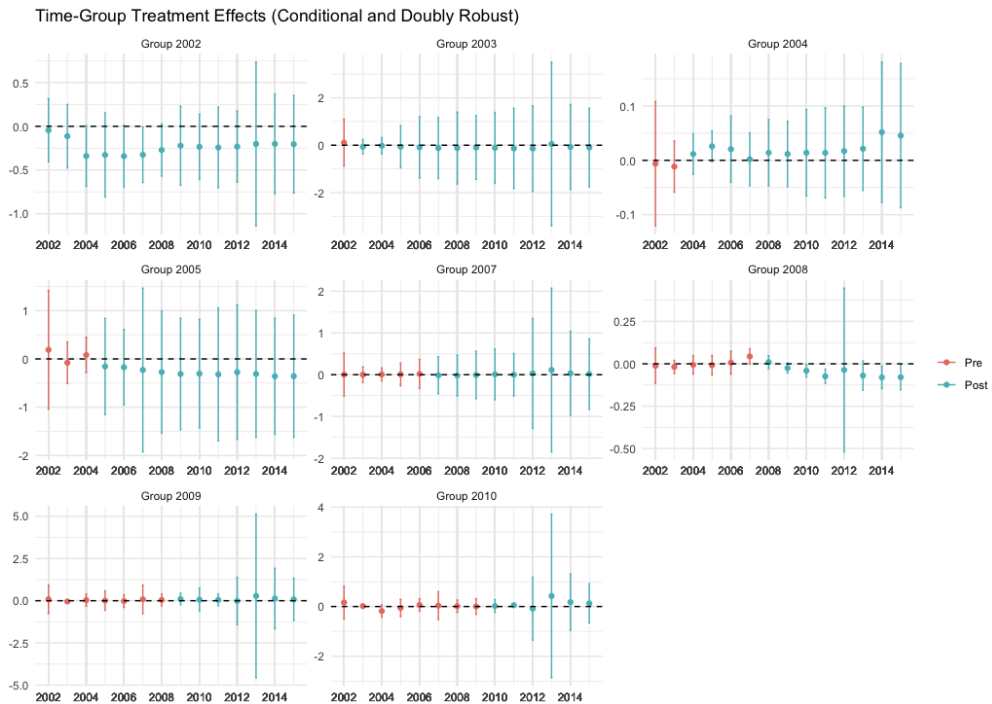 Time-Group Treatment Effects (Conditional and Doubly Robust)
Group 2002
0.5
0.0
-0.5
-1.0
2002 2004 2006 2008 2010 2012 2014
Group 2003
2
0
-2
2002 2004 2006 2008 2010 2012 2014
Group 2004
0.1
0.0
-0.1
2002 2004 2006 2008 2010 2012 2014
Group 2005
1
0
-1
-2
2002 2004 2006 2008 2010 2012 2014
Group 2007
2
1
0
-1
-2
2002 2004 2006 2008 2010 2012 2014
Group 2008
0.25
0.00
-0.25
-0.50
2002 2004 2006 2008 2010 2012 2014
Pre
Post
Group 2009
5.0
2.5
0.0
-2.5
-5.0
2002 2004 2006 2008 2010 2012 2014
Group 2010
4
2
0
-2
2002 2004 2006 2008 2010 2012 2014